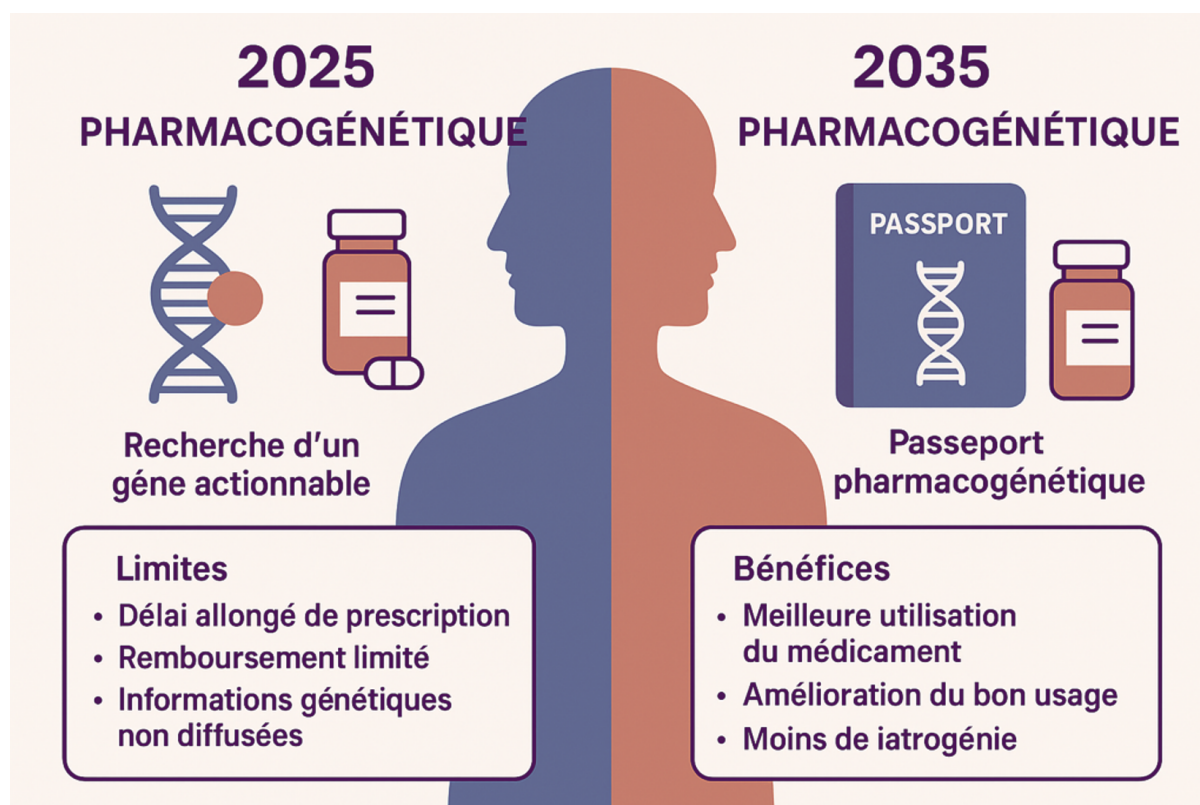 2025
PHARMACOGÉNÉTIQUE
Recherche d'un
géne actionnable
Limites
• Délai allongé de prescription
• Remboursement limité
• Informations génétiques
non diffusées
2035
PHARMACOGÉNÉTIQUE
PASSPORT
Passeport
pharmacogénétique
Bénéfices
• Meilleure utilisation
du médicament
• Amélioration du bon usage
• Moins de iatrogénie